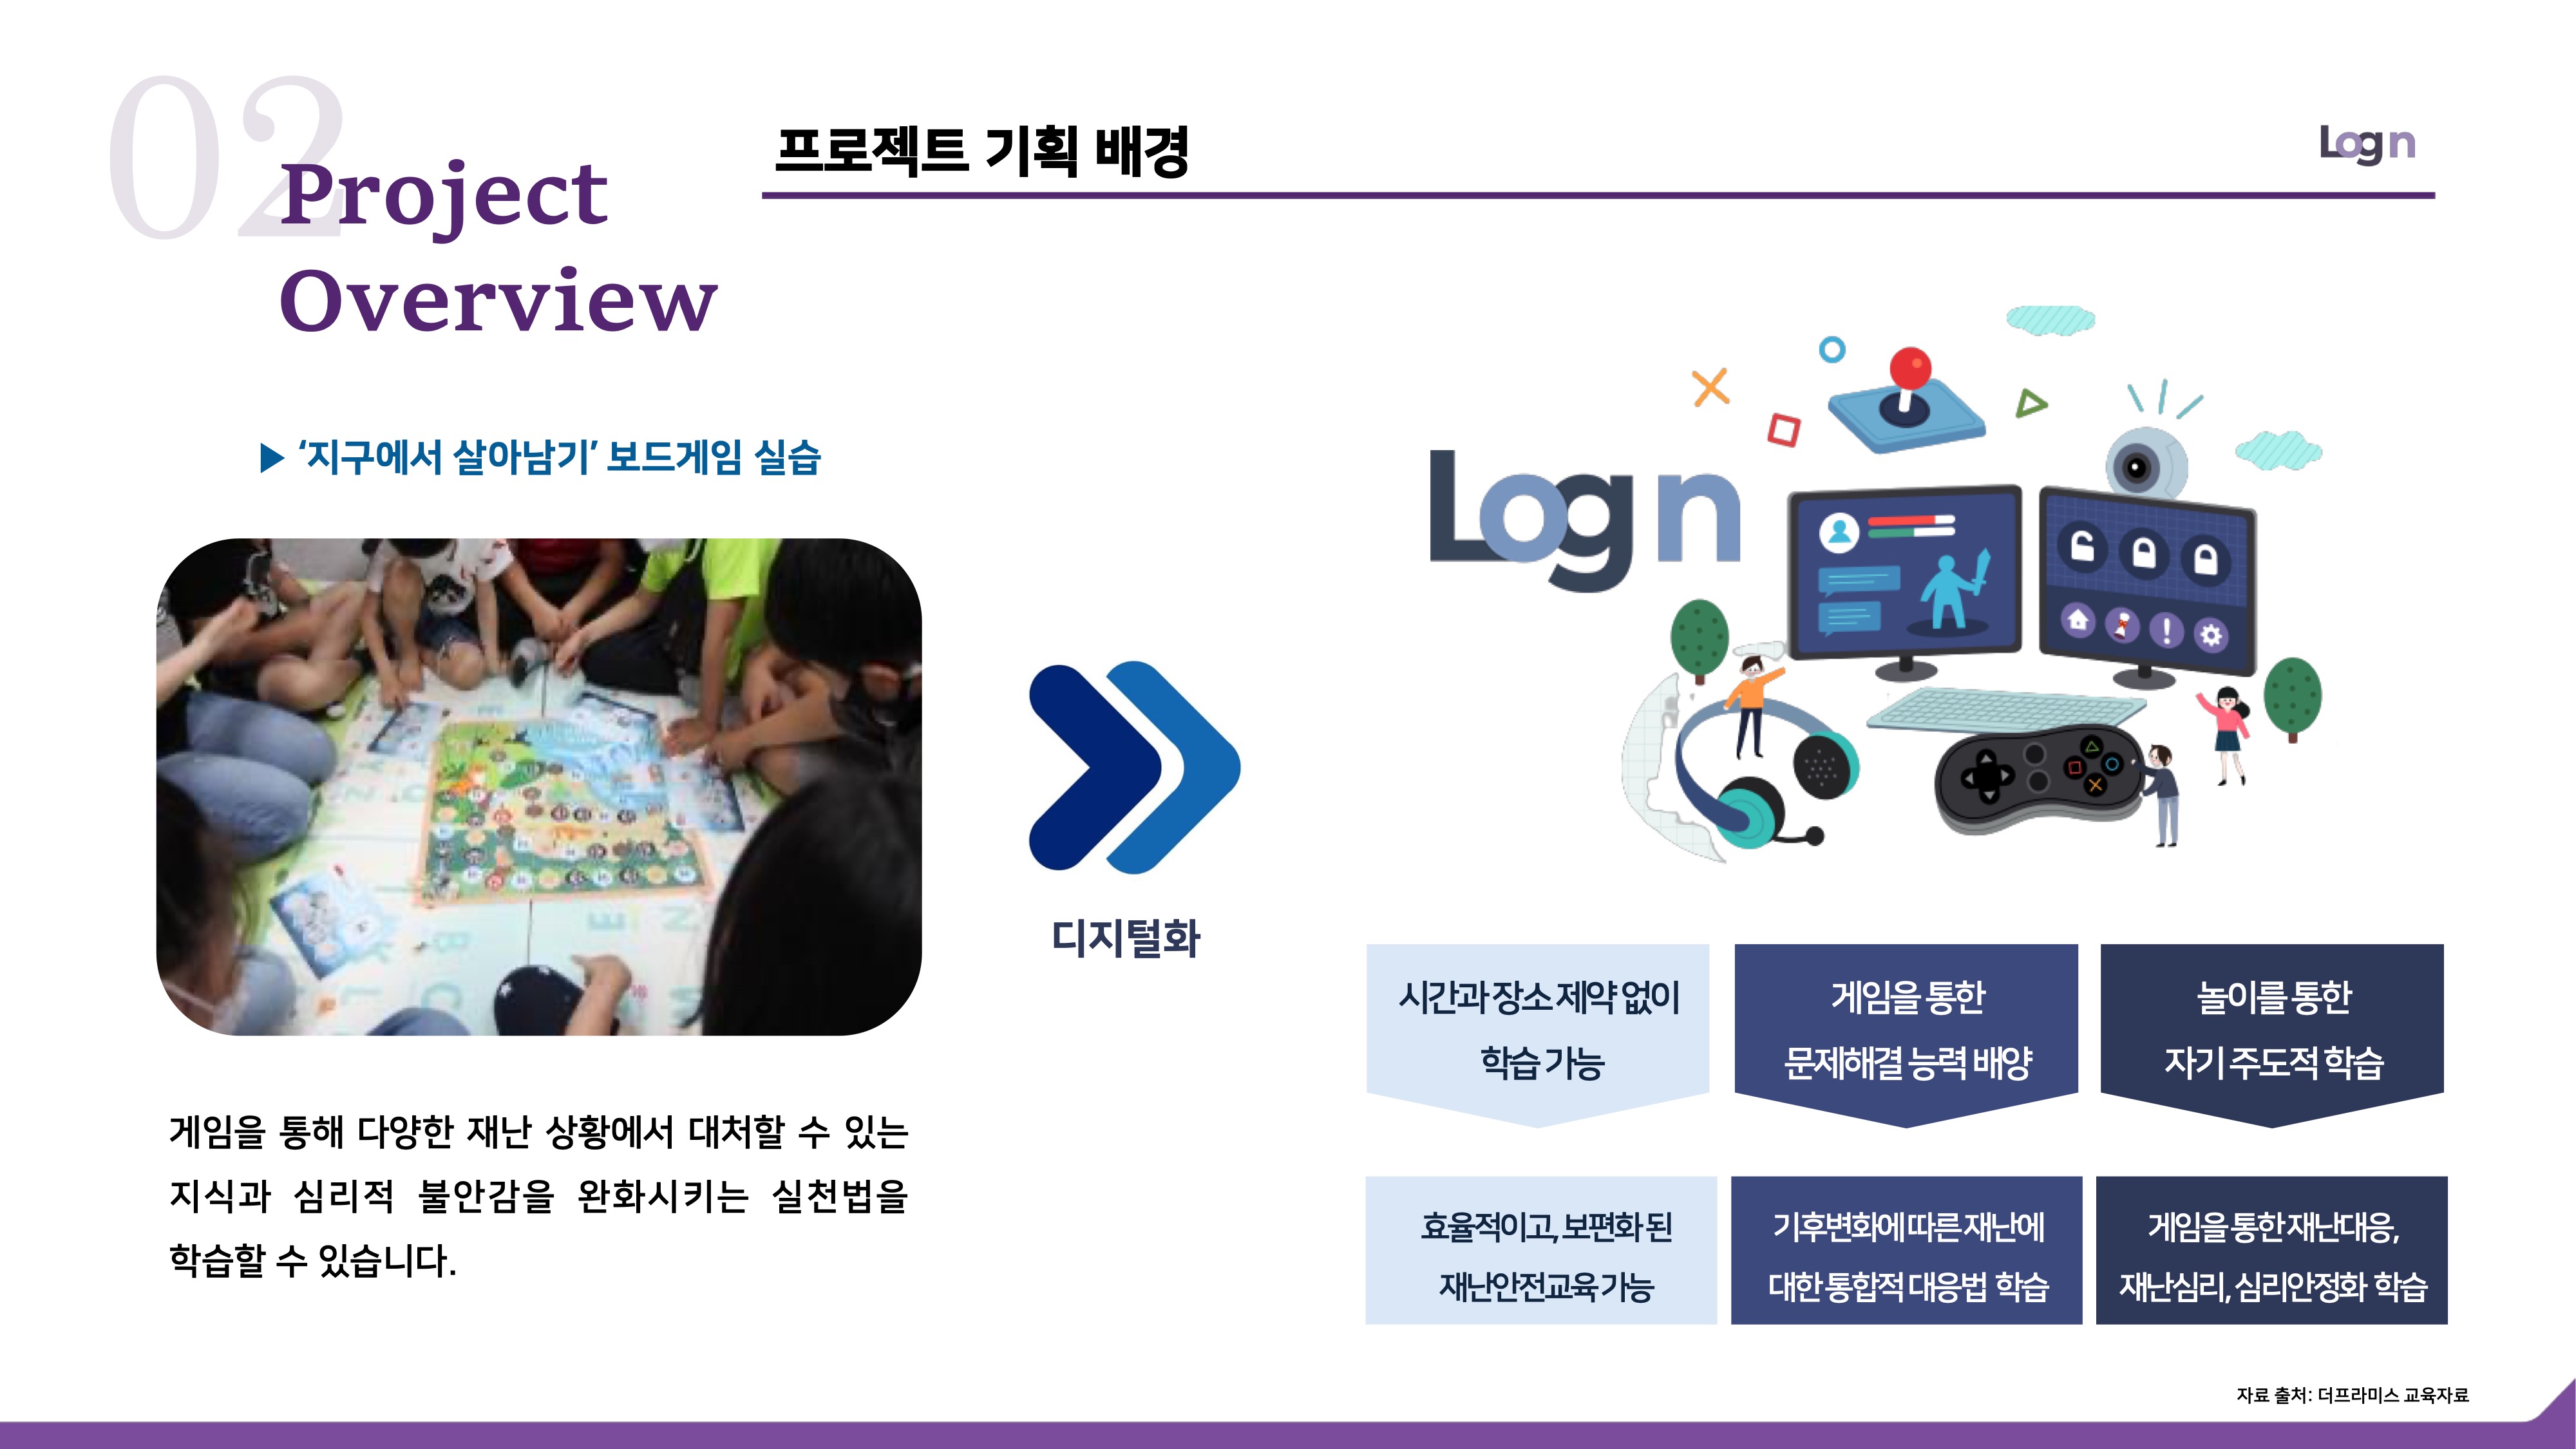 02
Project
Overview
프로젝트 기획 배경
Logn
▶ ‘지구에서 살아남기’ 보드게임 실습
게임을 통해 다양한 재난 상황에서 대처할 수 있는
지식과 심리적 불안감을 완화시키는 실천법을
학습할 수 있습니다.
디지털화
Logn
시간과 장소 제약 없이
학습 가능
게임을 통한
문제해결 능력 배양
놀이를 통한
자기 주도적 학습
효율적이고, 보편화 된
재난안전교육 가능
기후변화에 따른 재난에
대한 통합적 대응법 학습
게임을 통한 재난대응,
재난심리, 심리안정화 학습
자료 출처: 더프라미스 교육자료